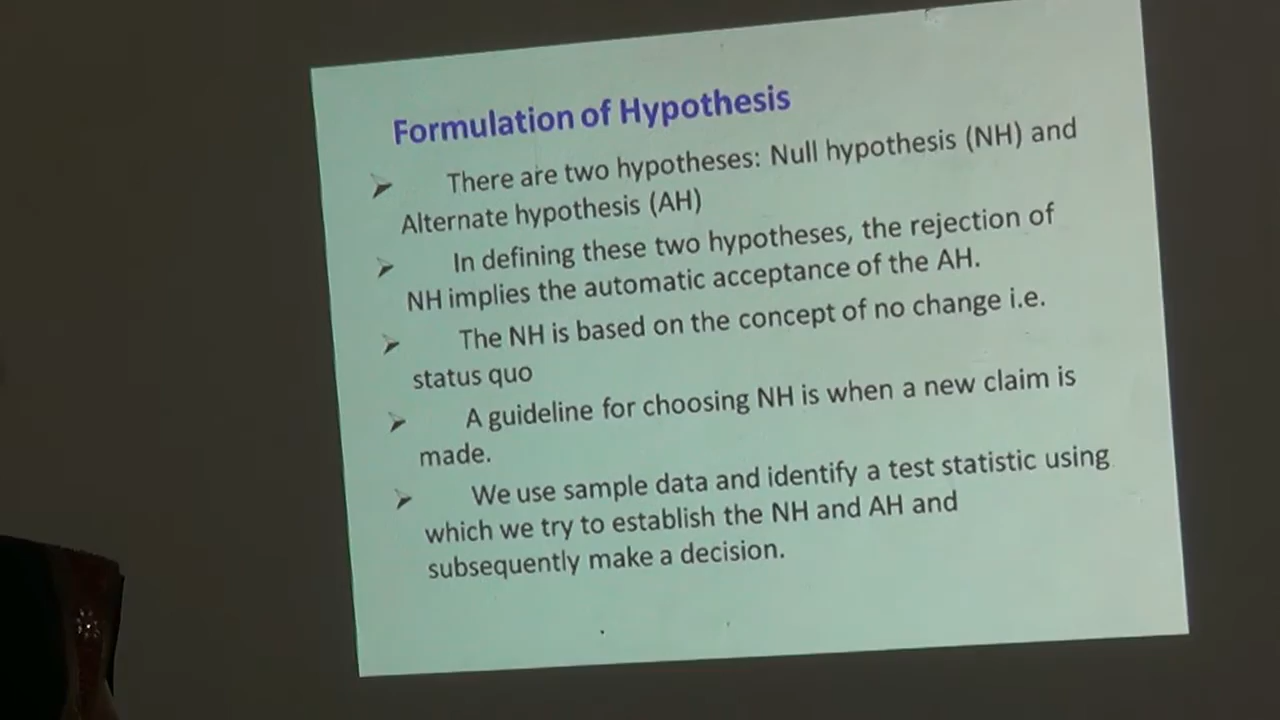 Formulation of Hypothesis
➢ There are two hypotheses: Null hypothesis (NH) and
Alternate hypothesis (AH)
➢ In defining these two hypotheses, the rejection of
NH implies the automatic acceptance of the AH.
➢ The NH is based on the concept of no change i.e.
status quo
➢ A guideline for choosing NH is when a new claim is
made.
➢ We use sample data and identify a test statistic using
which we try to establish the NH and AH and
subsequently make a decision.